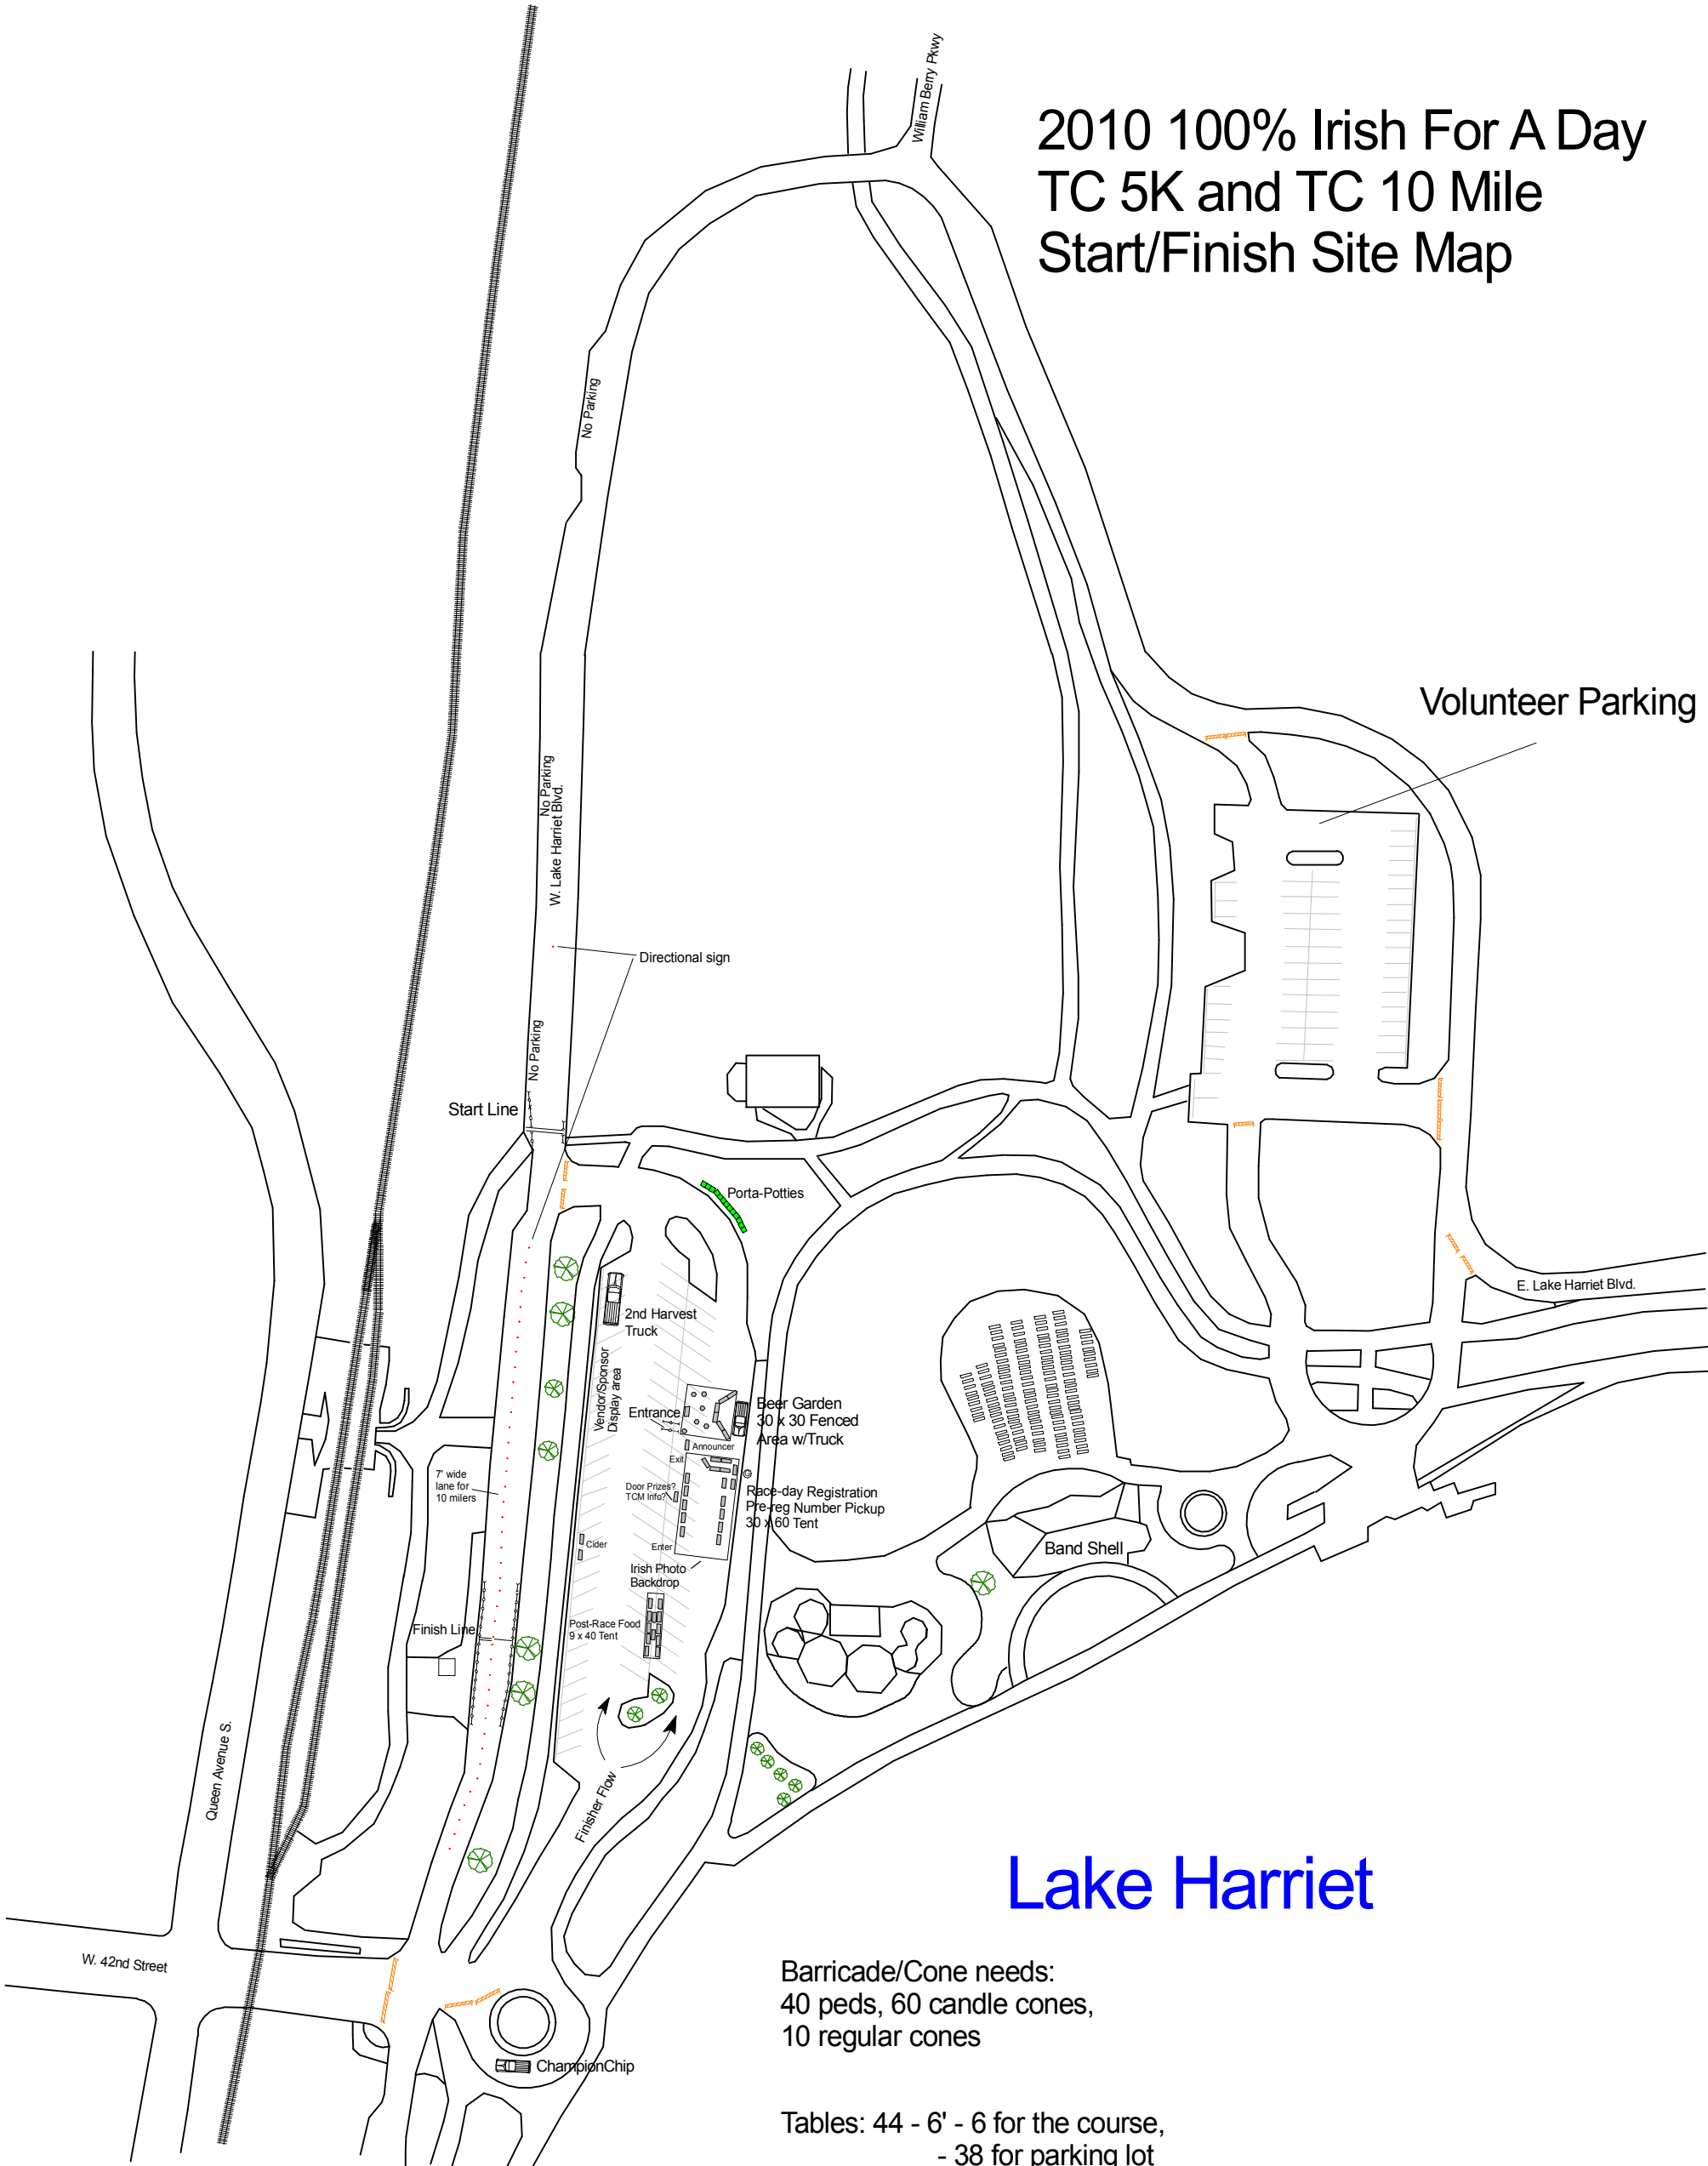 William Berry Pkwy
2010 100% Irish For A Day
TC 5K and TC 10 Mile
Start/Finish Site Map
No Parking
Volunteer Parking
No Parking
W. Lake Harriet Blvd.
Directional sign
No Parking
Start Line
Porta-Potties
E. Lake Harriet Blvd.
2nd Harvest
Truck
Vendor/Sponsor
Display area
Entrance
Beer Garden
30 x 30 Fenced
Area w/Truck
Announcer
Exit
7' wide
lane for
10 milers
Door Prizes?
TCM Info?
Race-day Registration
Pre-reg Number Pickup
30 x 60 Tent
Cider
Enter
Band Shell
Irish Photo
Backdrop
Finish Line
Post-Race Food
9 x 40 Tent
Queen Avenue S.
Finisher Flow
Lake Harriet
W. 42nd Street
Barricade/Cone needs:
40 peds, 60 candle cones,
10 regular cones
ChampionChip
Tables: 44 - 6' - 6 for the course,
- 38 for parking lot